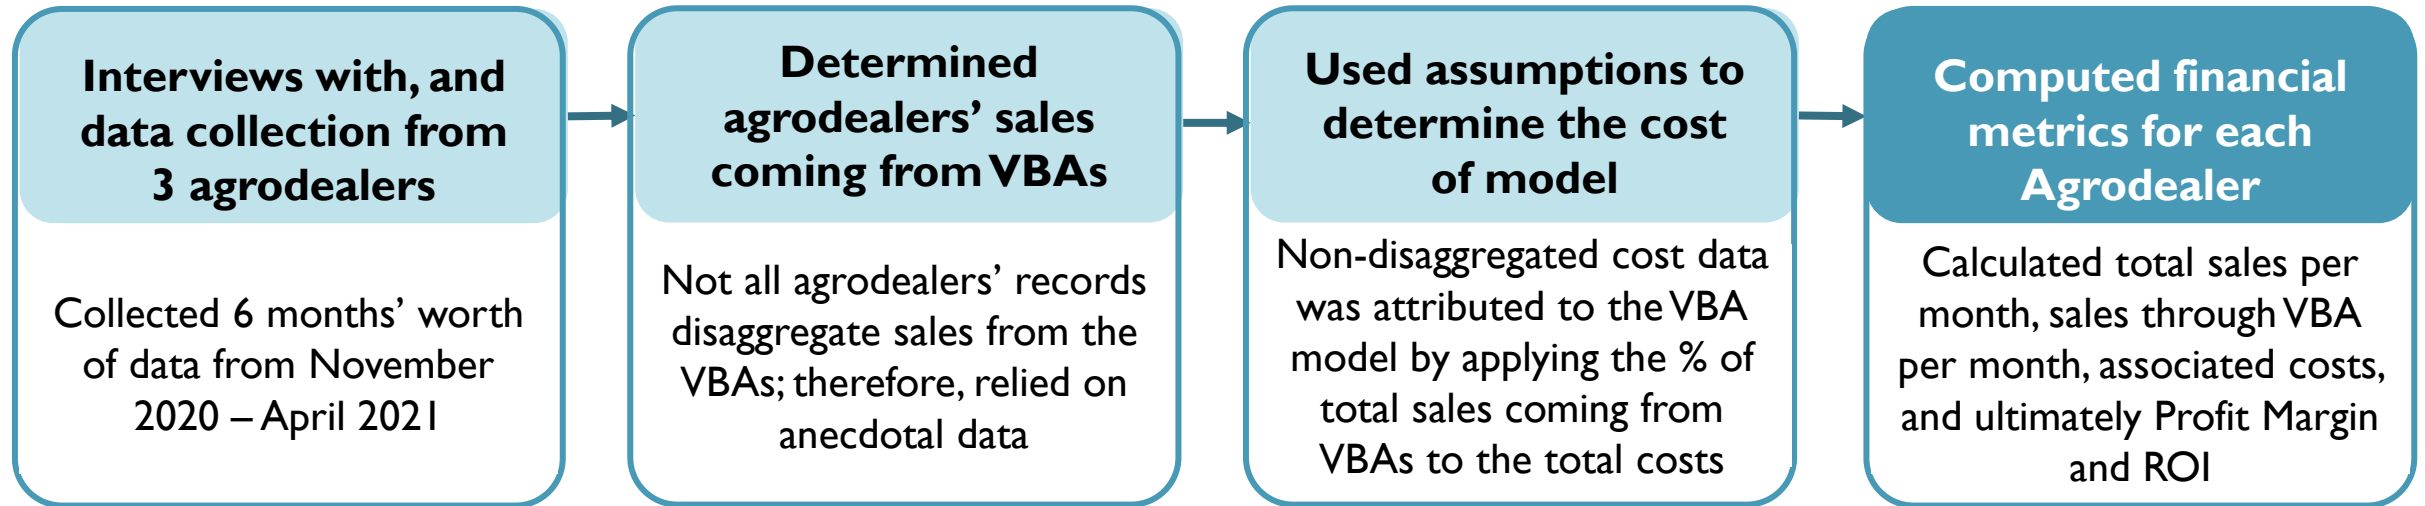 Interviews with, and
data collection from
3 agrodealers
Collected 6 months’ worth
of data from November
2020 – April 2021
Determined
agrodealers’ sales
coming from VBAs
Not all agrodealers’ records
disaggregate sales from the
VBAs; therefore, relied on
anecdotal data
Used assumptions to
determine the cost
of model
Non-disaggregated cost data
was attributed to the VBA
model by applying the % of
total sales coming from
VBAs to the total costs
Computed financial
metrics for each
Agrodealer
Calculated total sales per
month, sales through VBA
per month, associated costs,
and ultimately Profit Margin
and ROI